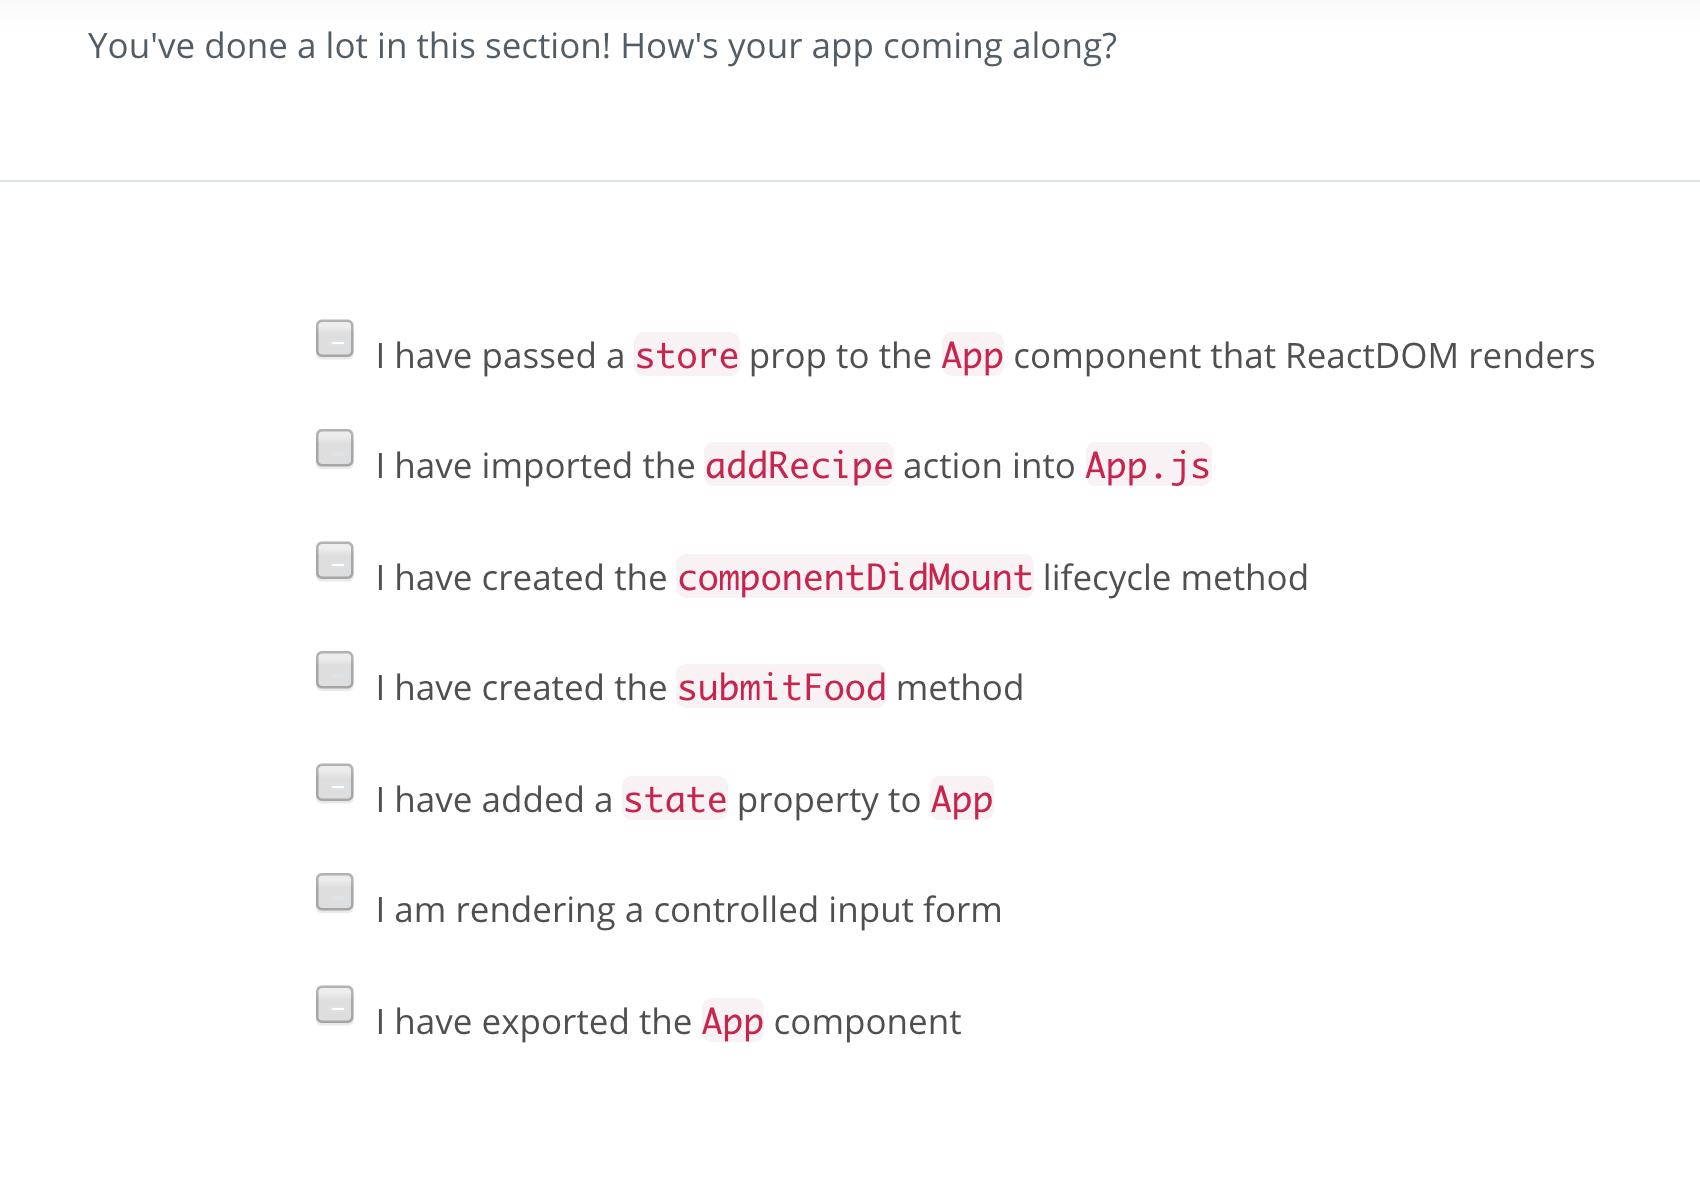 You've done a lot in this section! How's your app coming along?
I have passed a store prop to the App component that ReactDOM renders
I have imported the addRecipe action into App.js
I have created the componentDidMount lifecycle method
I have created the submitFood method
I have added a state property to App
I am rendering a controlled input form
I have exported the App component